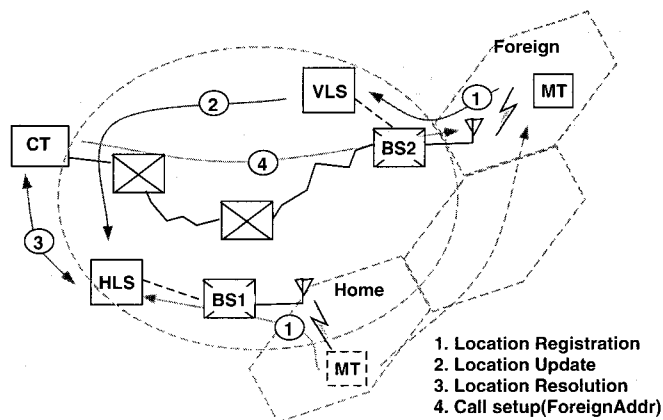 Foreign
VLS
1
MT
2
CT
BS2
4
3
HLS
BS1
Home
1
MT
1. Location Registration
2. Location Update
3. Location Resolution
4. Call setup(ForeignAddr)